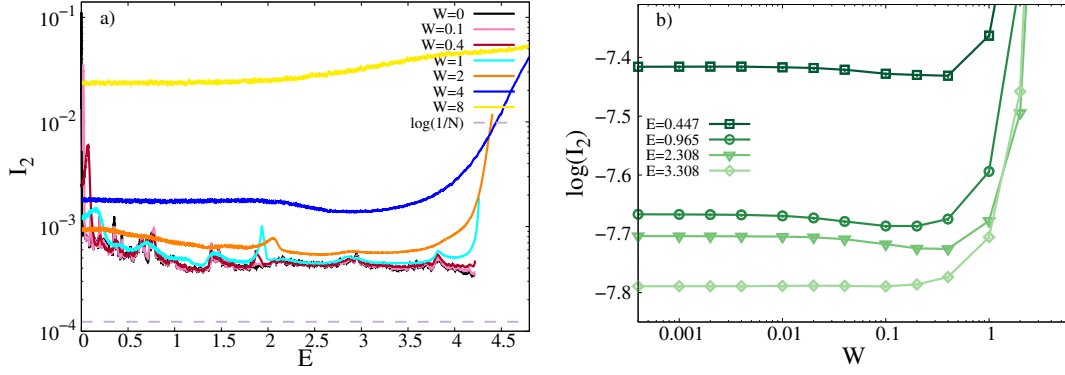 a)
W=0
W=0.1
W=0.4
W=1
W=2
W=4
W=8
log(1/N)
10⁻¹
10⁻²
10⁻³
10⁻⁴
I₂
0 0.5 1 1.5 2 2.5 3 3.5 4 4.5
E
b)
E=0.447
E=0.965
E=2.308
E=3.308
−7.4
−7.5
−7.6
−7.7
−7.8
log(I₂)
0.001 0.01 0.1 1
W